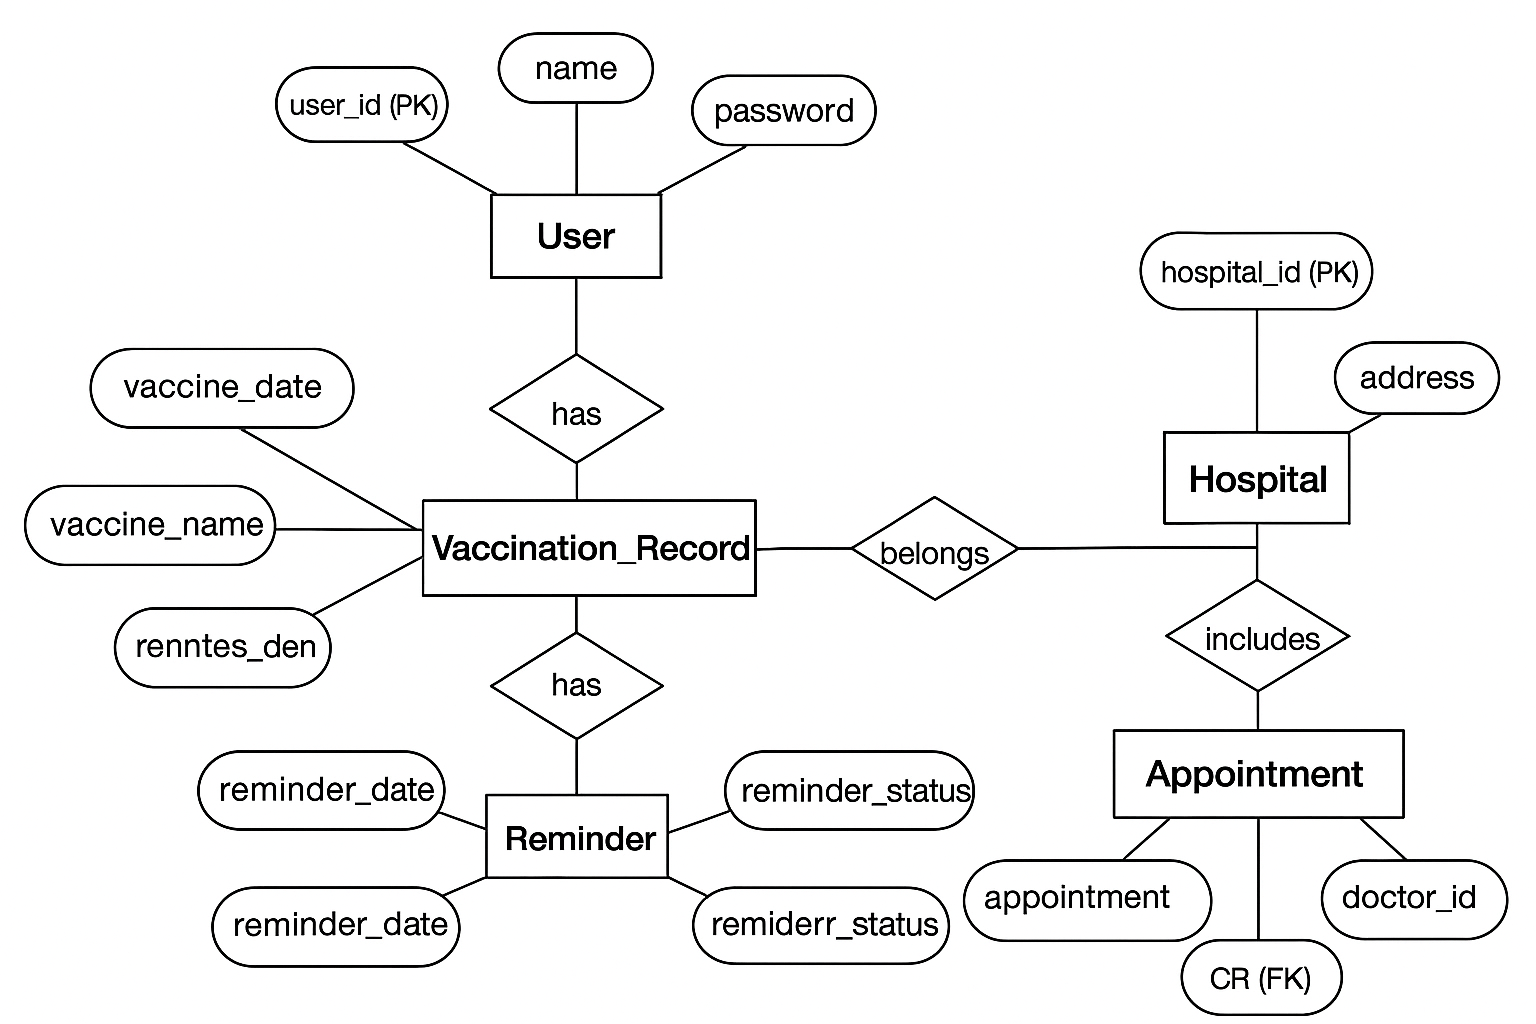 name
user_id (PK)
password
User
hospital_id (PK)
address
vaccine_date
has
Hospital
vaccine_name
Vaccination_Record
belongs
renntes_den
includes
has
Appointment
reminder_date
reminder_status
Reminder
appointment
doctor_id
reminder_date
remiderr_status
CR (FK)